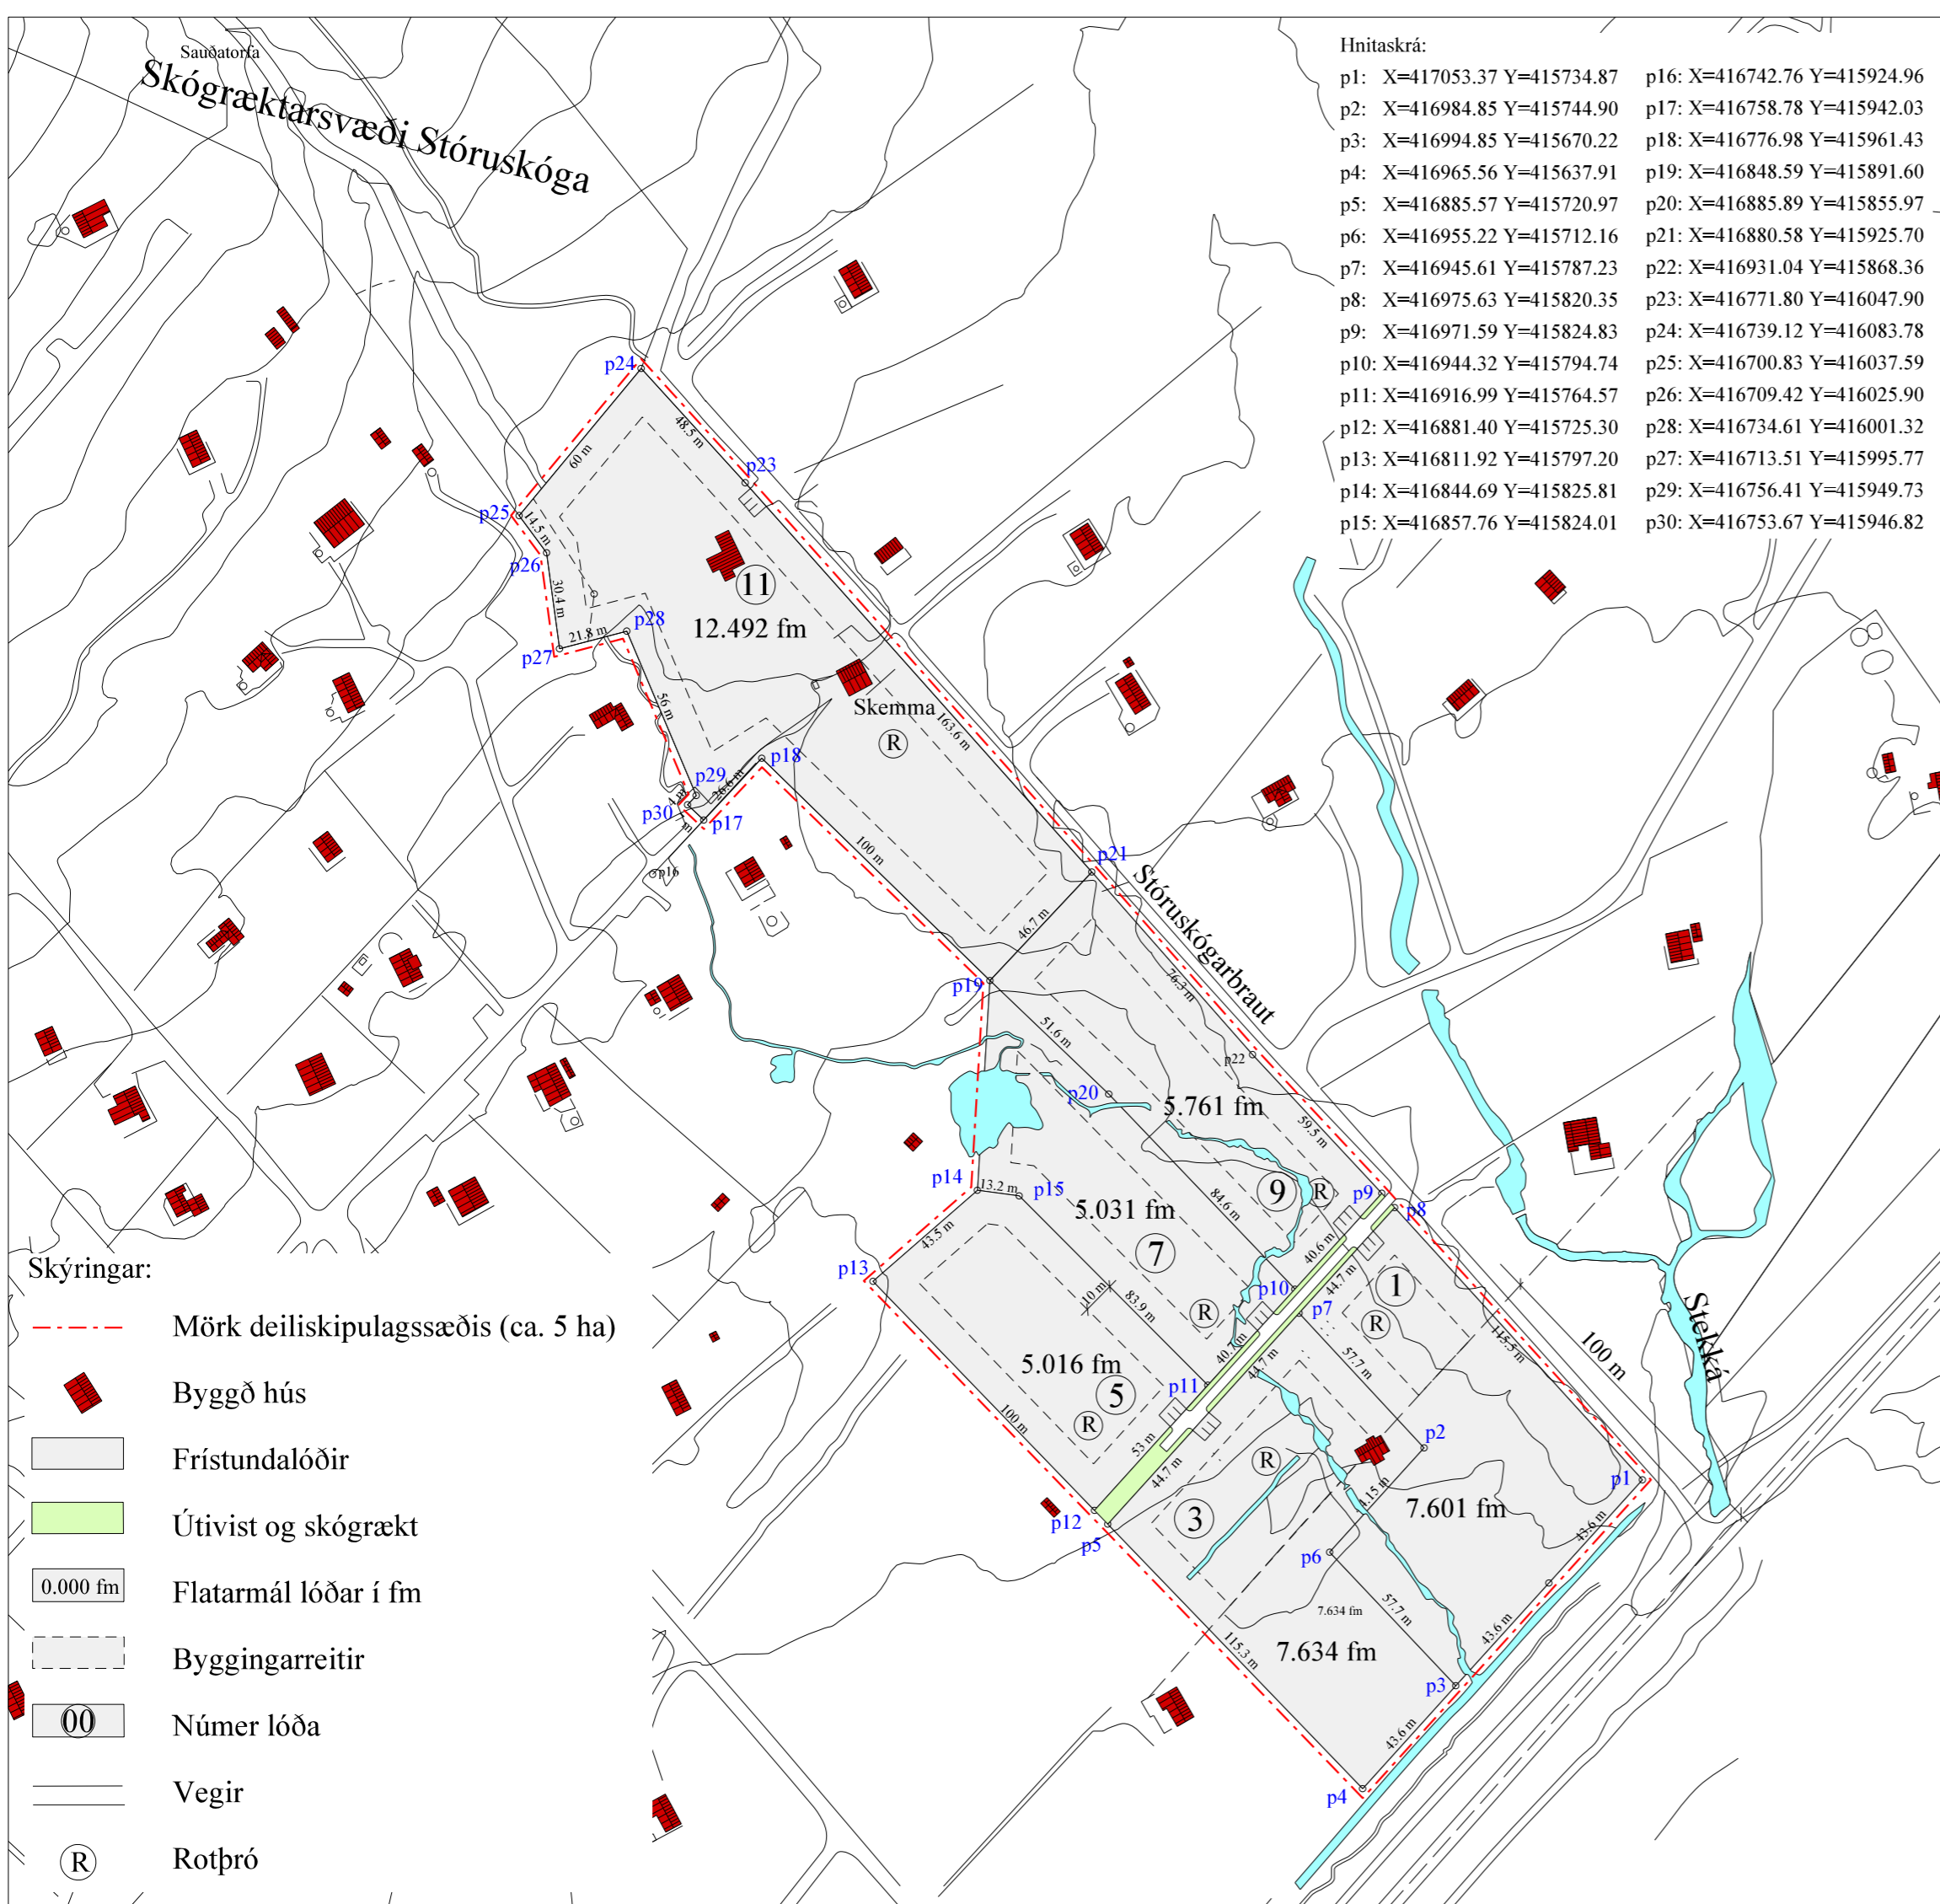 Sauðatorfa
Skógræktarsvæði Stóruskóga
Hnitaskrá:
p1: X=417053.37 Y=415734.87
p2: X=416984.85 Y=415744.90
p3: X=416994.85 Y=415670.22
p4: X=416965.56 Y=415637.91
p5: X=416885.57 Y=415720.97
p6: X=416955.22 Y=415712.16
p7: X=416945.61 Y=415787.23
p8: X=416975.63 Y=415820.35
p9: X=416971.59 Y=415824.83
p10: X=416944.32 Y=415794.74
p11: X=416916.99 Y=415764.57
p12: X=416881.40 Y=415725.30
p13: X=416811.92 Y=415797.20
p14: X=416844.69 Y=415825.81
p15: X=416857.76 Y=415824.01
p16: X=416742.76 Y=415924.96
p17: X=416758.78 Y=415942.03
p18: X=416776.98 Y=415961.43
p19: X=416848.59 Y=415891.60
p20: X=416885.89 Y=415855.97
p21: X=416880.58 Y=415925.70
p22: X=416931.04 Y=415868.36
p23: X=416771.80 Y=416047.90
p24: X=416739.12 Y=416083.78
p25: X=416700.83 Y=416037.59
p26: X=416709.42 Y=416025.90
p28: X=416734.61 Y=416001.32
p27: X=416713.51 Y=415995.77
p29: X=416756.41 Y=415949.73
p30: X=416753.67 Y=415946.82
p24
48.5 m
60 m
p23
p25
14.5 m
p26
30.4 m
11
12.492 fm
p28
21.8 m
p27
56 m
Skemma
R
163.6 m
p18
p29
26.6 m
4 m
p30
p17
7 m
p16
100 m
p21
46.7 m
Stóruskógarbraut
76.3 m
p19
51.6 m
p22
p20
5.761 fm
59.5 m
p14
13.2 m
p15
84.6 m
9
R
p9
p8
5.031 fm
43.5 m
7
40.6 m
p13
p10
44.7 m
1
10 m
83.9 m
R
p7
R
115.5 m
100 m
Stekká
40.7 m
44.7 m
57.7 m
5.016 fm
5
p11
R
100 m
53 m
44.7 m
R
p2
4.15 m
p1
p12
p5
3
7.601 fm
43.6 m
p6
57.7 m
7.634 fm
43.6 m
115.3 m
7.634 fm
p3
43.6 m
p4
Skýringar:
Mörk deiliskipulagssæðis (ca. 5 ha)
Byggð hús
Frístundalóðir
Útivist og skógrækt
0.000 fm Flatarmál lóðar í fm
Byggingarreitir
00 Númer lóða
Vegir
R Rotþró